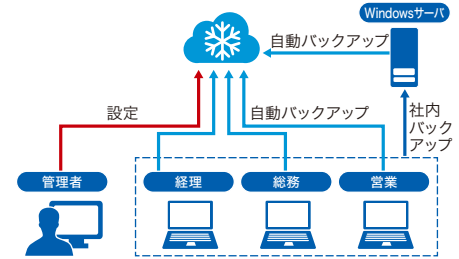 Windowsサーバ
自動バックアップ
設定
自動バックアップ
社内
バック
アップ
管理者
経理
総務
営業